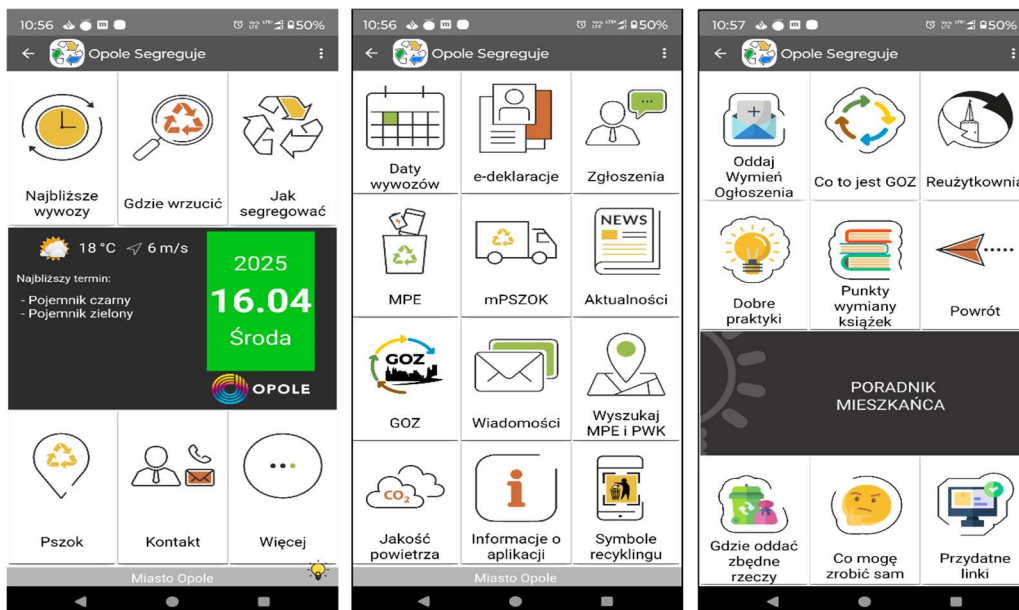 10:56
50%
Opole Segreguje
Najbliższe
wywozy
Gdzie wrzucić
Jak
segregować
18 °C 6 m/s
Najbliższy termin:
- Pojemnik czarny
- Pojemnik zielony
2025
16.04
Środa
OPOLE
Pszok
Kontakt
Więcej
Miasto Opole
10:56
50%
Opole Segreguje
Daty
wywozów
e-deklaracje
Zgłoszenia
NEWS
MPE
mPSZOK
Aktualności
GOZ
GOZ
Wiadomości
Wyszukaj
MPE i PWK
CO2
Jakość
powietrza
Informacje o
aplikacji
Symbole
recyklingu
Miasto Opole
10:57
50%
Opole Segreguje
Oddaj
Wymień
Ogłoszenia
Co to jest GOZ
Reużytkownia
Dobre
praktyki
Punkty
wymiany
książek
Powrót
PORADNIK
MIESZKAŃCA
Gdzie oddać
zbędne
rzeczy
Co mogę
zrobić sam
Przydatne
linki